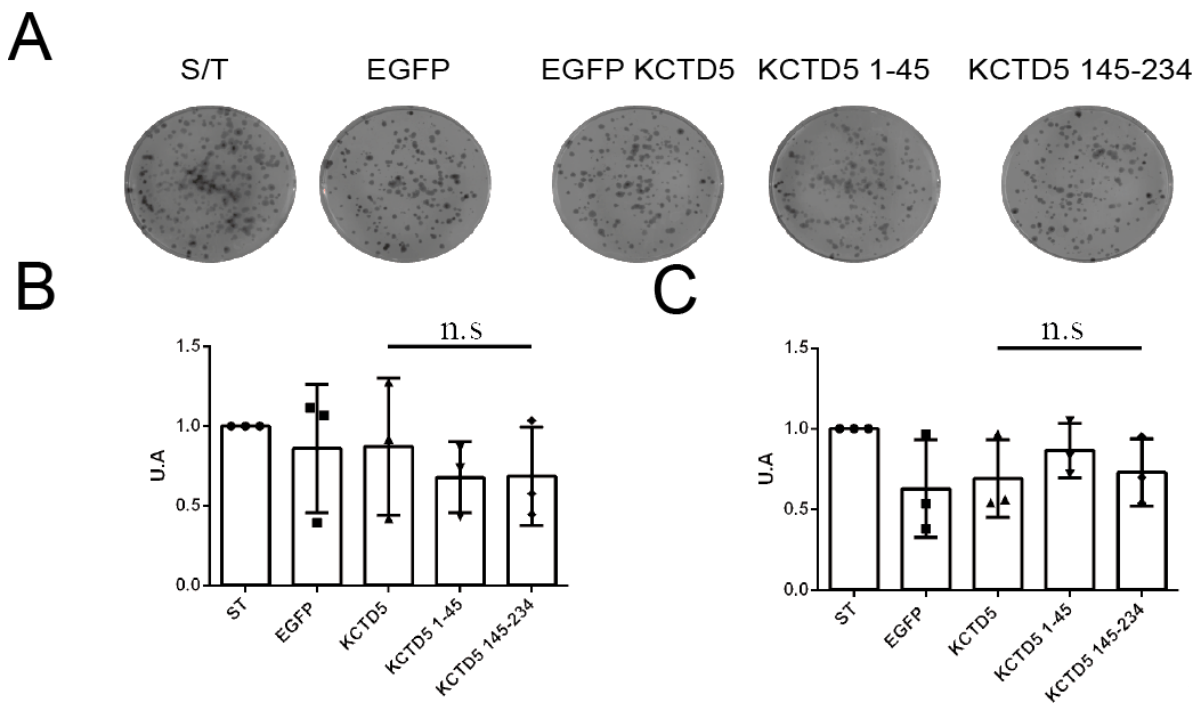 A
S/T EGFP EGFP KCTD5 KCTD5 1-45 KCTD5 145-234
B
n.s
1.5
1.0
0.5
0.0
U.A
ST
EGFP
KCTD5
KCTD5 1-45
KCTD5 145-234
C
n.s
1.5
1.0
0.5
0.0
U.A
ST
EGFP
KCTD5
KCTD5 1-45
KCTD5 145-234